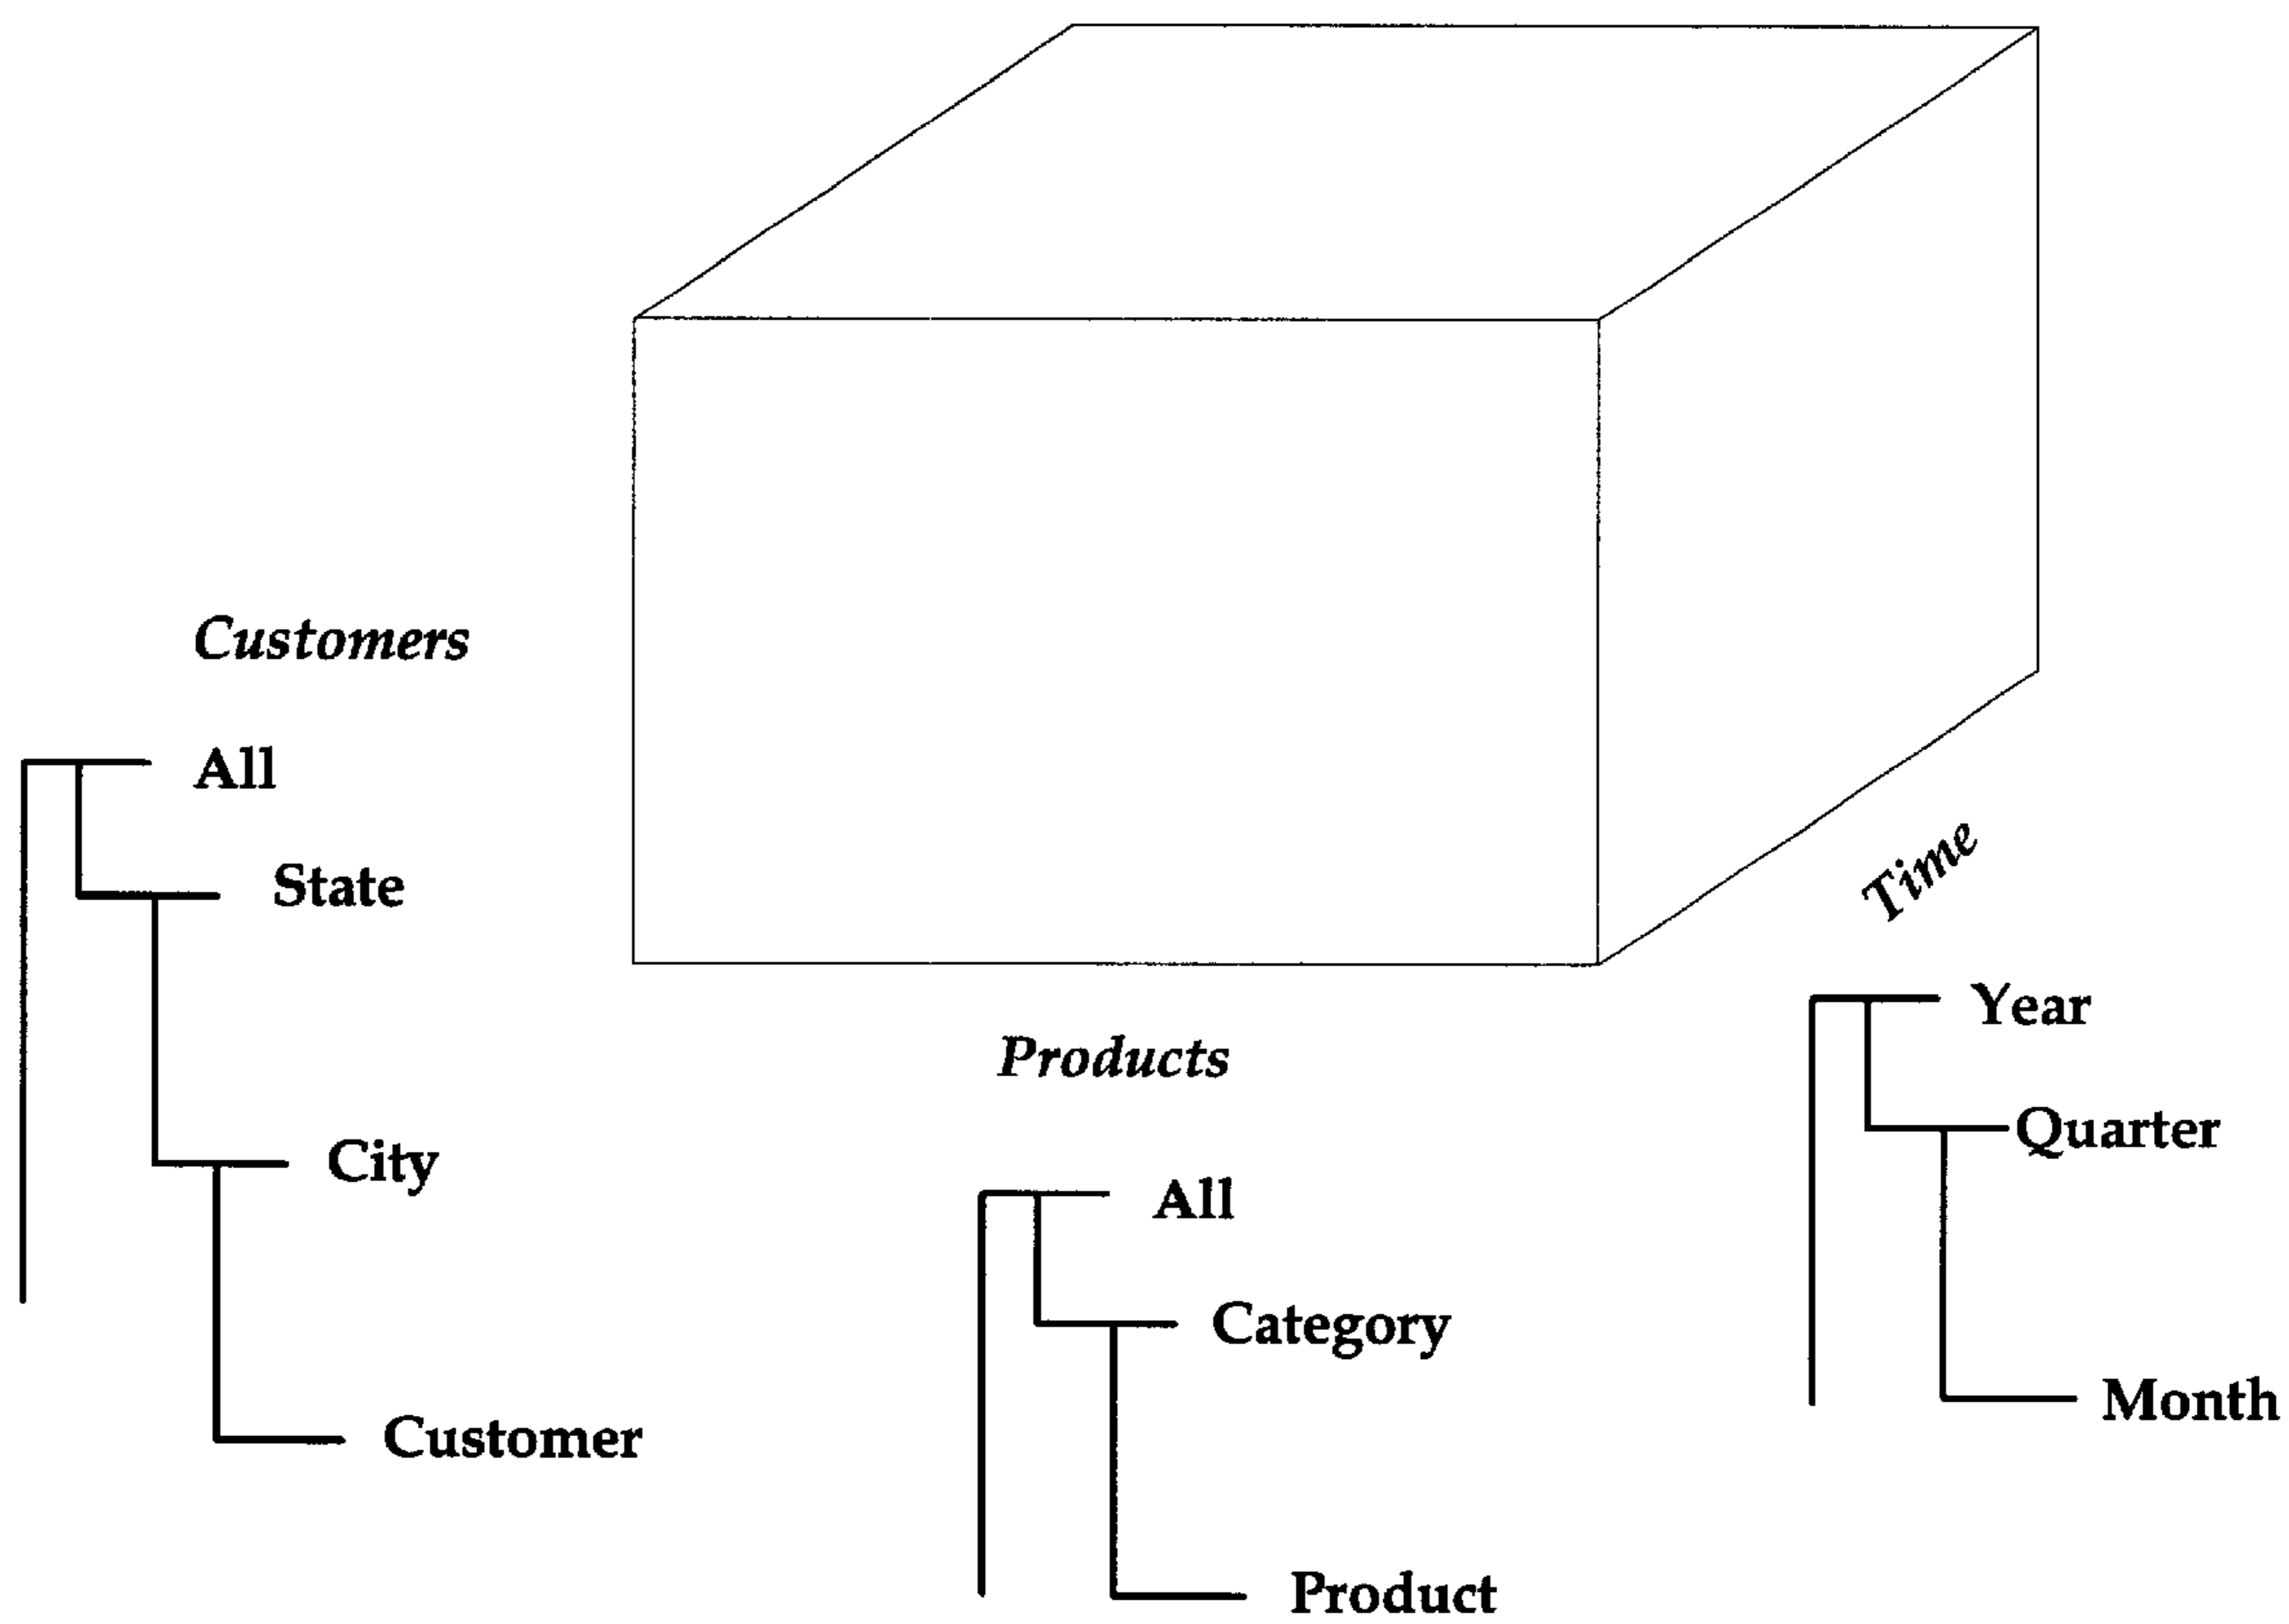 Customers
All
State
City
Customer
Products
All
Category
Product
Time
Year
Quarter
Month